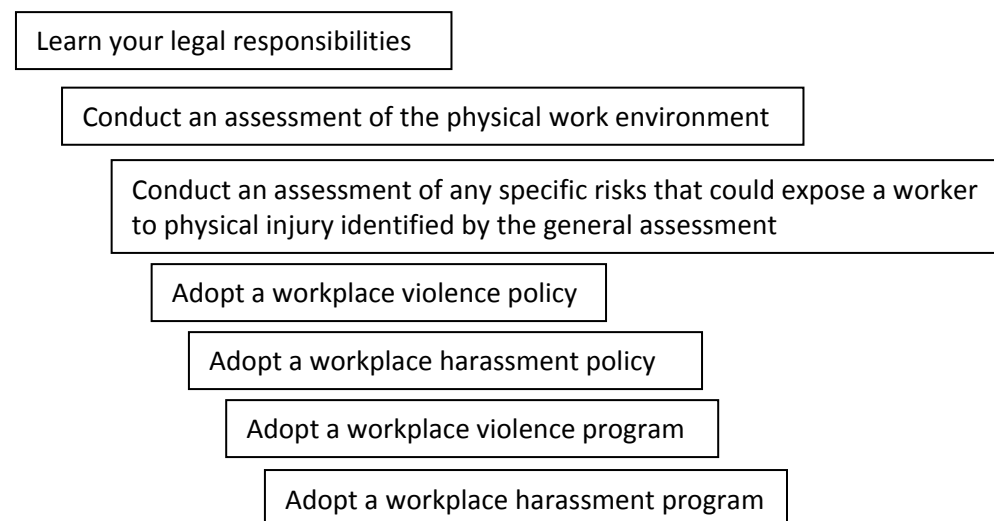 Learn your legal responsibilities
Conduct an assessment of the physical work environment
Conduct an assessment of any specific risks that could expose a worker
to physical injury identified by the general assessment
Adopt a workplace violence policy
Adopt a workplace harassment policy
Adopt a workplace violence program
Adopt a workplace harassment program